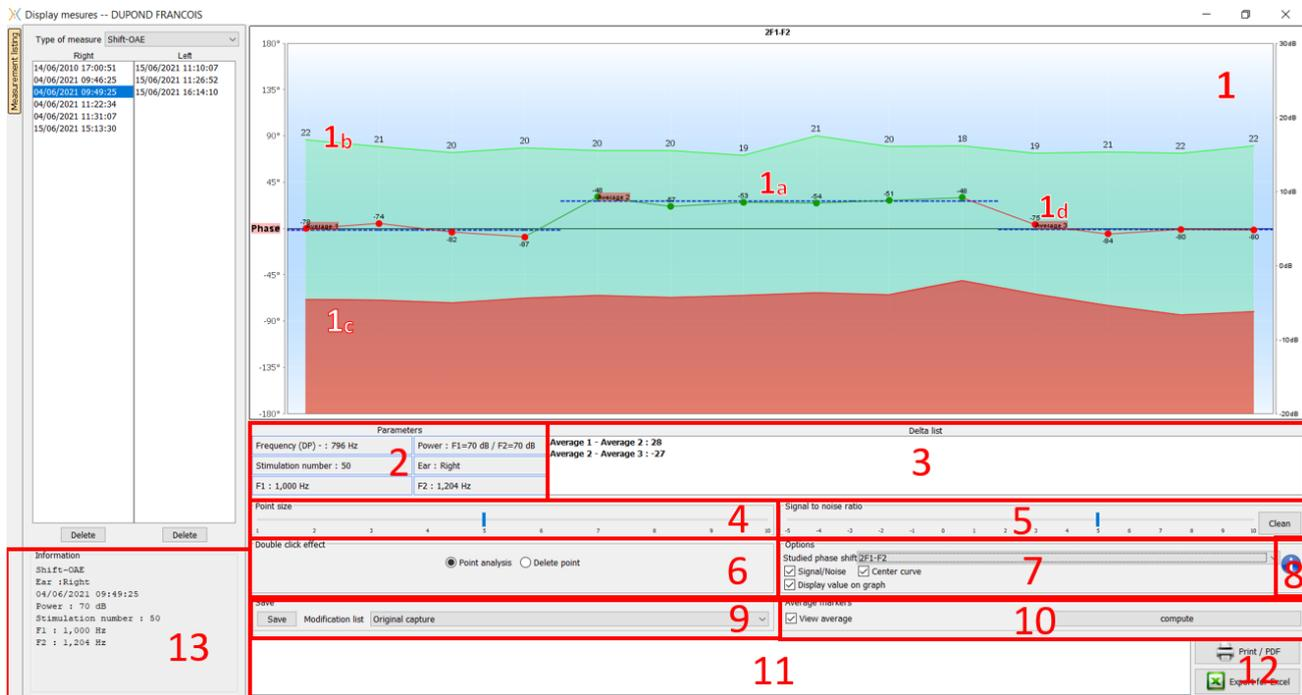 Display mesures -- DUPOND FRANCOIS
Measurement listing
Type of measure Shift-OAE
Right Left
14/06/2010 17:00:51 15/06/2021 11:10:07
04/06/2021 09:46:25 15/06/2021 11:26:52
04/06/2021 09:49:25 15/06/2021 16:14:10
04/06/2021 11:22:34
04/06/2021 11:31:07
15/06/2021 15:13:30
Delete Delete
2F1-F2
180° 30dB
135° 20dB
90° 10dB
45° 0dB
Phase -10dB
-45° -20dB
-90°
-135°
-180°
1
1b
1a
1d
1c
22 21 20 20 20 20 19 21 20 18 19 21 22 22
-78 -74 -82 -87 -48 -57 -53 -54 -51 -48 -75 -84 -80 -80
Average 1 Average 2 Average 3
Parameters
Frequency (DP) - : 796 Hz Power : F1=70 dB / F2=70 dB
Stimulation number : 50 Ear : Right
F1 : 1,000 Hz F2 : 1,204 Hz
2
Delta list
Average 1 - Average 2 : 28
Average 2 - Average 3 : -27
3
Point size
1 2 3 4 5 6 7 8 9 10
4
Signal to noise ratio
-5 -4 -3 -2 -1 0 1 2 3 4 5 6 7 8 9 10
Clean
5
Double click effect
Point analysis Delete point
6
Options
Studied phase shift 2F1-F2
Signal/Noise Center curve
Display value on graph
7
8
Save
Save Modification list Original capture
9
Average markers
View average compute
10
11
Print / PDF
Export for Excel
12
Information
Shift-OAE
Ear :Right
04/06/2021 09:49:25
Power : 70 dB
Stimulation number : 50
F1 : 1,000 Hz
F2 : 1,204 Hz
13